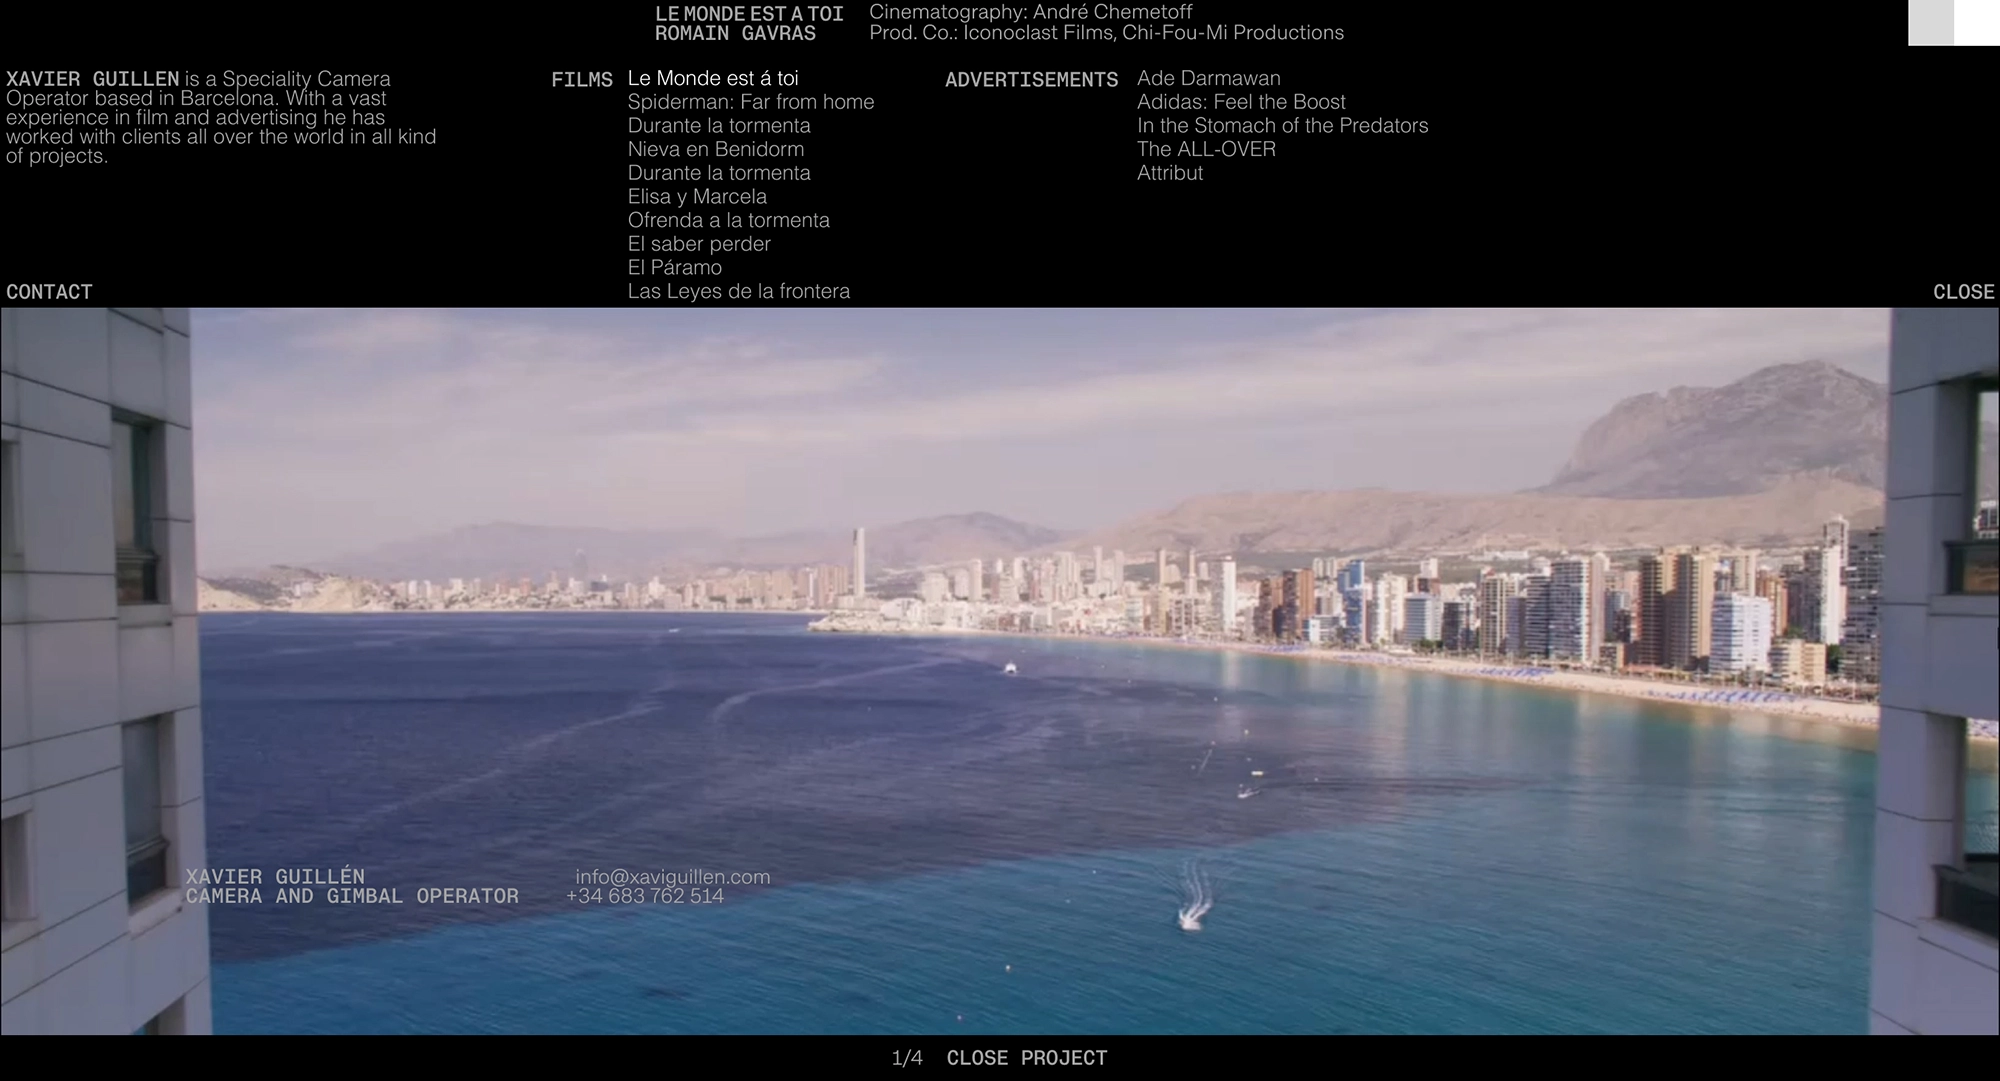 LE MONDE EST A TOI
ROMAIN GAVRAS
Cinematography: André Chemetoff
Prod. Co.: Iconoclast Films, Chi-Fou-Mi Productions
XAVIER GUILLEN is a Speciality Camera
Operator based in Barcelona. With a vast
experience in film and advertising he has
worked with clients all over the world in all kind
of projects.
CONTACT
FILMS
Le Monde est á toi
Spiderman: Far from home
Durante la tormenta
Nieva en Benidorm
Durante la tormenta
Elisa y Marcela
Ofrenda a la tormenta
El saber perder
El Páramo
Las Leyes de la frontera
ADVERTISEMENTS
Ade Darmawan
Adidas: Feel the Boost
In the Stomach of the Predators
The ALL-OVER
Attribut
CLOSE
XAVIER GUILLÉN
CAMERA AND GIMBAL OPERATOR
info@xaviguillen.com
+34 683 762 514
1/4 CLOSE PROJECT